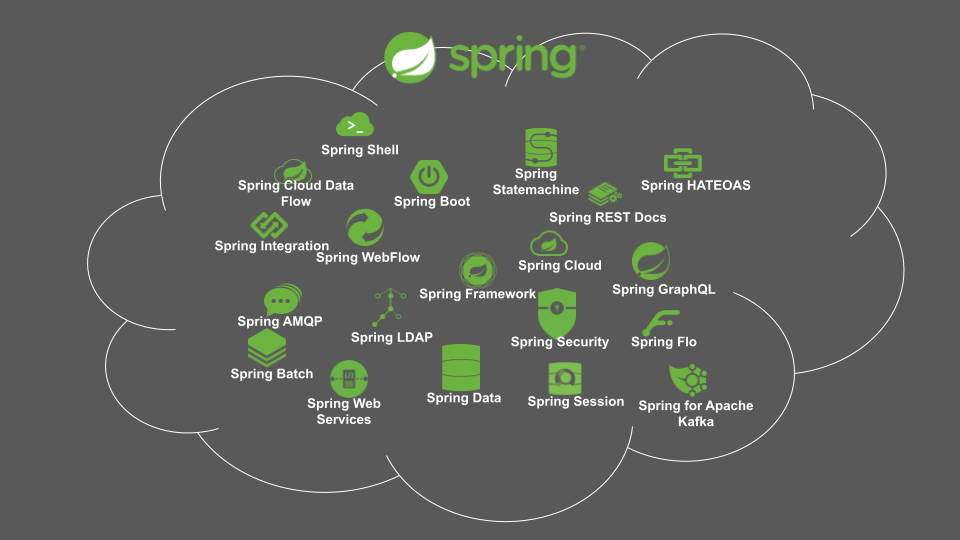 spring®
Spring Shell
Spring
Statemachine
Spring HATEOAS
Spring Cloud Data
Flow
Spring Boot
Spring REST Docs
Spring Integration
Spring WebFlow
Spring Cloud
Spring Framework
Spring GraphQL
Spring AMQP
Spring LDAP
Spring Security
Spring Flo
Spring Batch
Spring Web
Services
Spring Data
Spring Session
Spring for Apache
Kafka